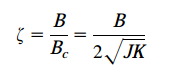 ζ = B / B_c = B / 2√JK